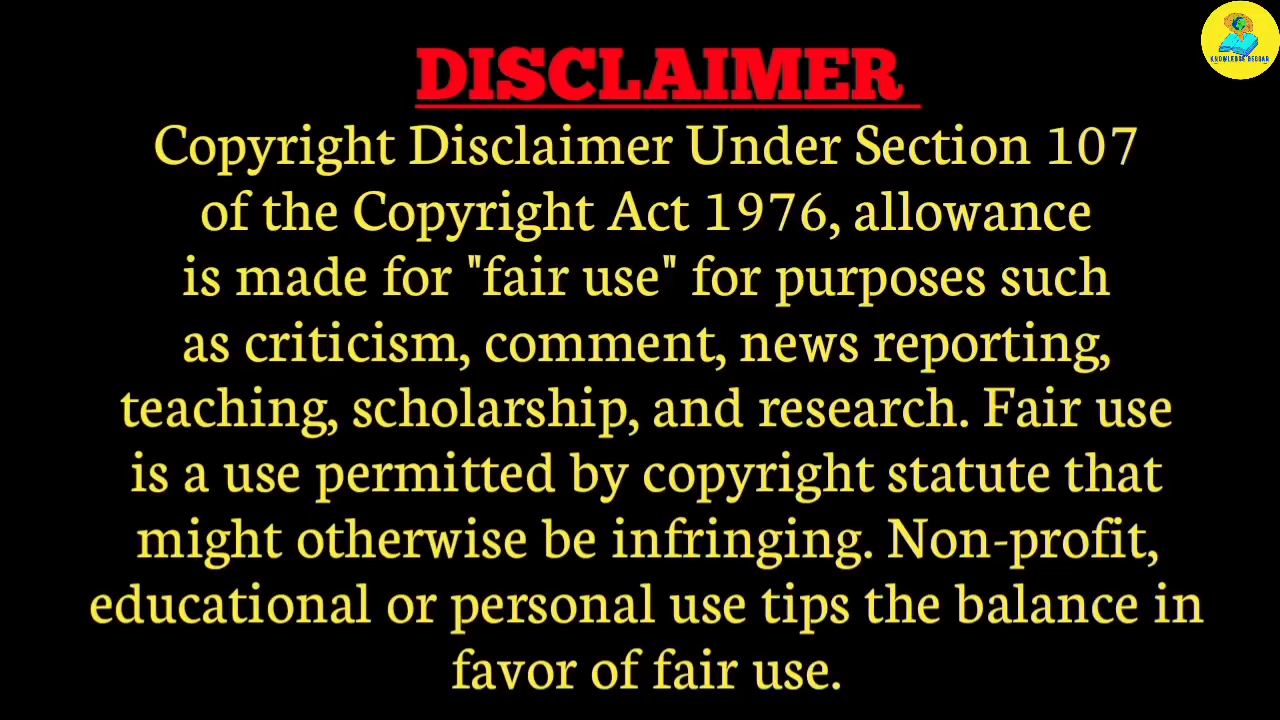 DISCLAIMER
Copyright Disclaimer Under Section 107
of the Copyright Act 1976, allowance
is made for "fair use" for purposes such
as criticism, comment, news reporting,
teaching, scholarship, and research. Fair use
is a use permitted by copyright statute that
might otherwise be infringing. Non-profit,
educational or personal use tips the balance in
favor of fair use.
KNOWLEDGE BEGGAR